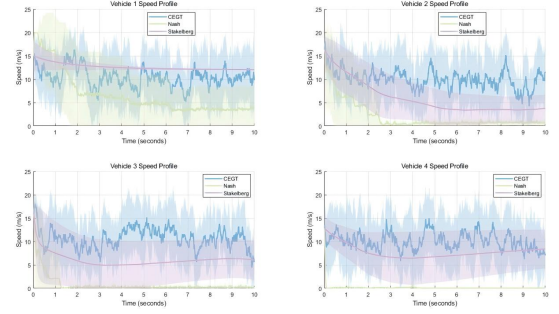 Vehicle 1 Speed Profile
25
20
15
10
5
0
Speed (m/s)
CEGT
Nash
Stakelberg
0 1 2 3 4 5 6 7 8 9 10
Time (seconds)
Vehicle 2 Speed Profile
25
20
15
10
5
0
Speed (m/s)
CEGT
Nash
Stakelberg
0 1 2 3 4 5 6 7 8 9 10
Time (seconds)
Vehicle 3 Speed Profile
25
20
15
10
5
0
Speed (m/s)
CEGT
Nash
Stakelberg
0 1 2 3 4 5 6 7 8 9 10
Time (seconds)
Vehicle 4 Speed Profile
25
20
15
10
5
0
Speed (m/s)
CEGT
Nash
Stakelberg
0 1 2 3 4 5 6 7 8 9 10
Time (seconds)